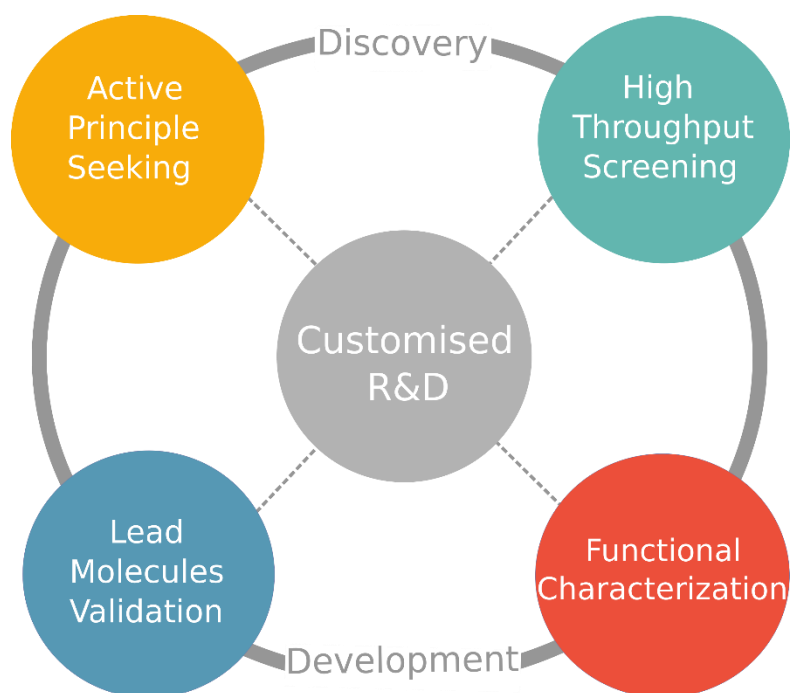 Discovery
Active
Principle
Seeking
High
Throughput
Screening
Customised
R&D
Lead
Molecules
Validation
Functional
Characterization
Development